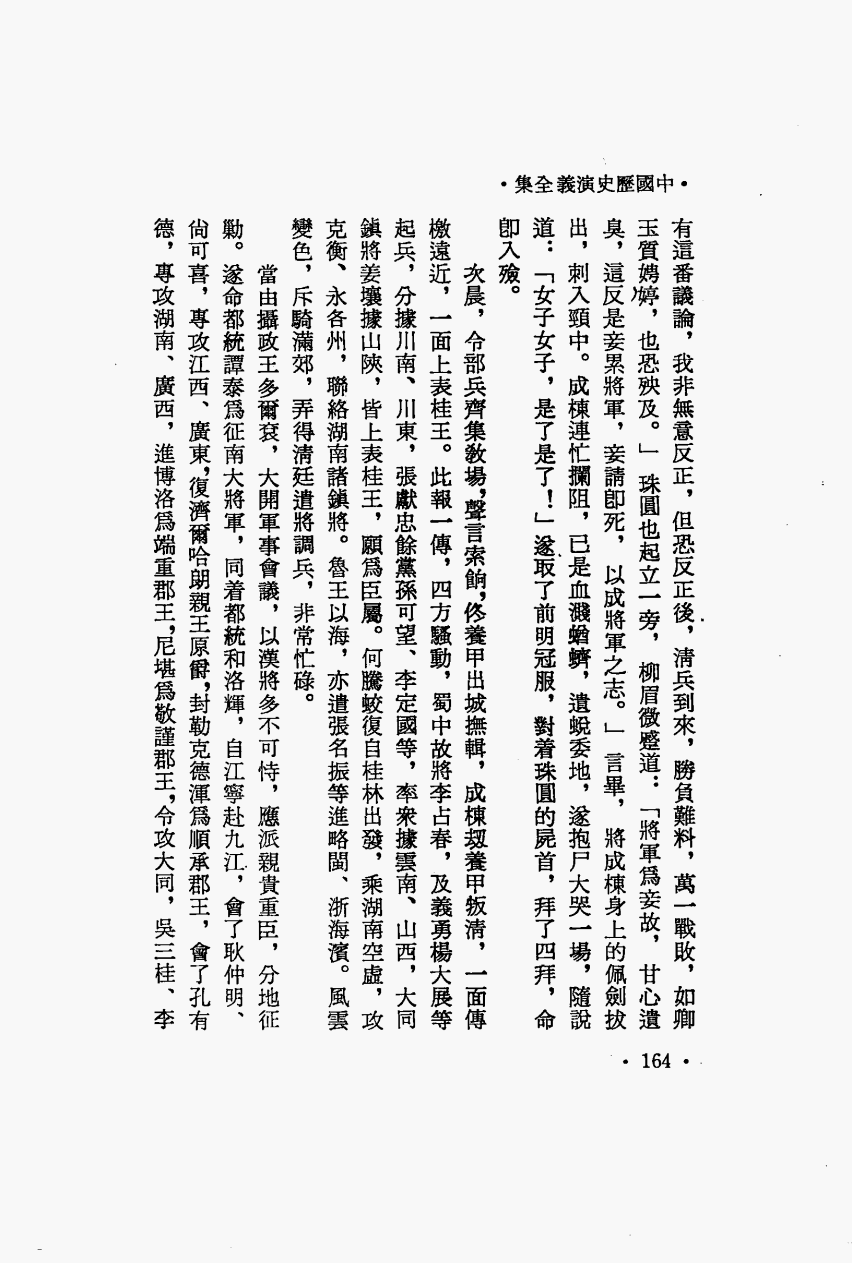 ·中國歷史演義全集·
有這番議論，我非無意反正，但恐反正後，淸兵到來，勝負難料，萬一戰敗，如卿
玉質娉婷，也恐殃及。」珠圓也起立一旁，柳眉微蹙道：「將軍爲妾故，甘心遺
臭，這反是妾累將軍，妾請卽死，以成將軍之志。」言畢，將成棟身上的佩劍拔
出，刺入頸中。成棟連忙攔阻，已是血濺蝤蠐，遺蛻委地，遂抱尸大哭一場，隨說
道：「女子女子，是了是了！」遂取了前明冠服，對着珠圓的屍首，拜了四拜，命
卽入殮。
次晨，令部兵齊集敎場，聲言索餉，佟養甲出城撫輯，成棟刼養甲叛淸，一面傳
檄遠近，一面上表桂王。此報一傳，四方騷動，蜀中故將李占春，及義勇楊大展等
起兵，分據川南、川東，張獻忠餘黨孫可望、李定國等，率衆據雲南、山西，大同
鎭將姜瓖據山陝，皆上表桂王，願爲臣屬。何騰蛟復自桂林出發，乘湖南空虛，攻
克衡、永各州，聯絡湖南諸鎭將。魯王以海，亦遣張名振等進略閩、浙海濱。風雲
變色，斥騎滿郊，弄得淸廷遣將調兵，非常忙碌。
當由攝政王多爾袞，大開軍事會議，以漢將多不可恃，應派親貴重臣，分地征
勦。遂命都統譚泰爲征南大將軍，同着都統和洛輝，自江寧赴九江，會了耿仲明、
尙可喜，專攻江西、廣東，復濟爾哈朗親王原爵，封勒克德渾爲順承郡王，會了孔有
德，專攻湖南、廣西，進博洛爲端重郡王，尼堪爲敬謹郡王，令攻大同，吳三桂、李
·164·